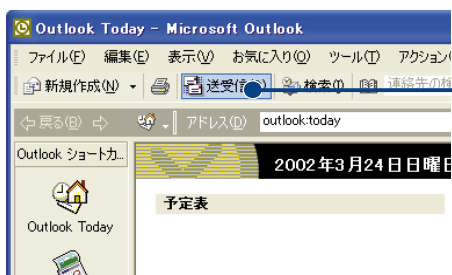 Outlook Today - Microsoft Outlook
ファイル(F) 編集(E) 表示(V) お気に入り(O) ツール(T) アクション(
新規作成(N) 送受信 検索(I) 連絡先の検
戻る(B) アドレス(D) outlook:today
Outlook ショートカ...
2002年3月24日日曜日
予定表
Outlook Today